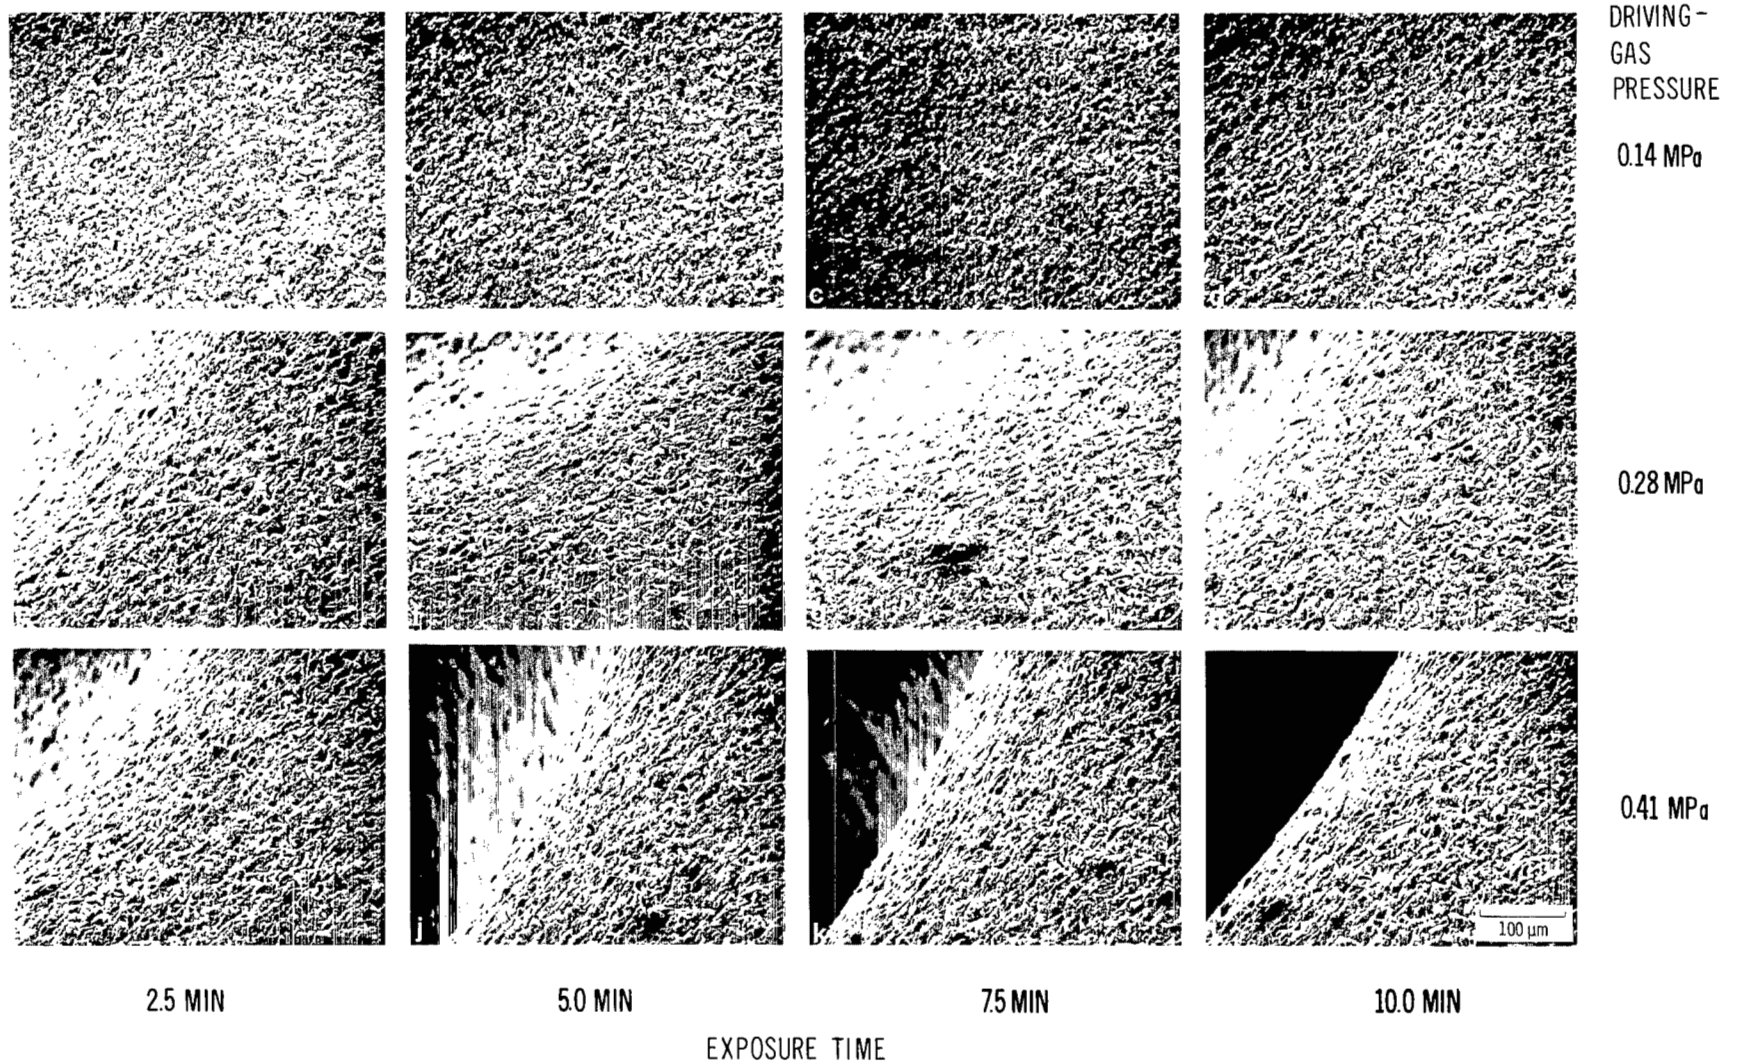 DRIVING-
GAS
PRESSURE
b
c
d
0.14 MPa
0.28 MPa
j
k
0.41 MPa
100 μm
2.5 MIN
5.0 MIN
7.5 MIN
10.0 MIN
EXPOSURE TIME